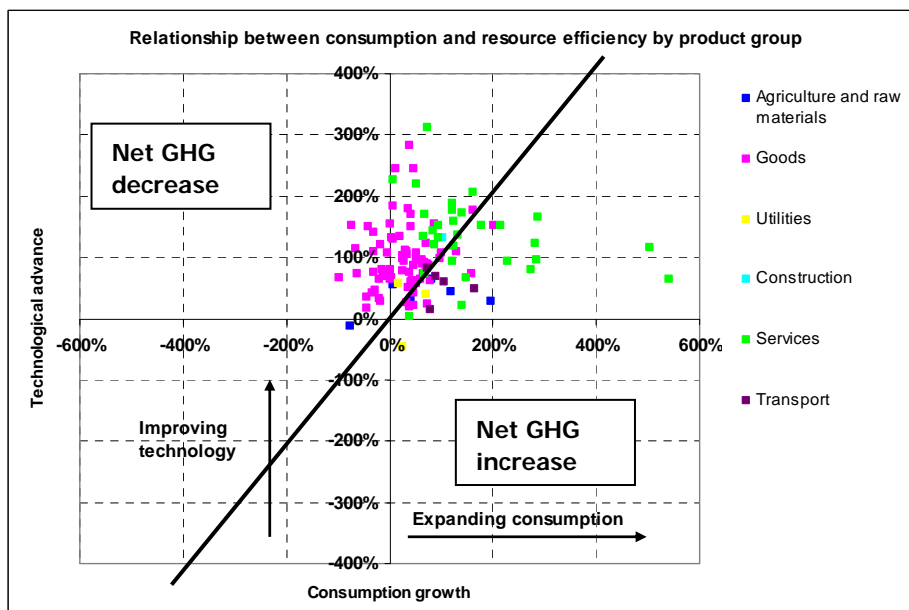 Relationship between consumption and resource efficiency by product group
400%
300%
200%
100%
0%
-100%
-200%
-300%
-400%
-600%
-400%
-200%
0%
200%
400%
600%
Technological advance
Consumption growth
Net GHG
decrease
Net GHG
increase
Improving
technology
Expanding consumption
Agriculture and raw
materials
Goods
Utilities
Construction
Services
Transport